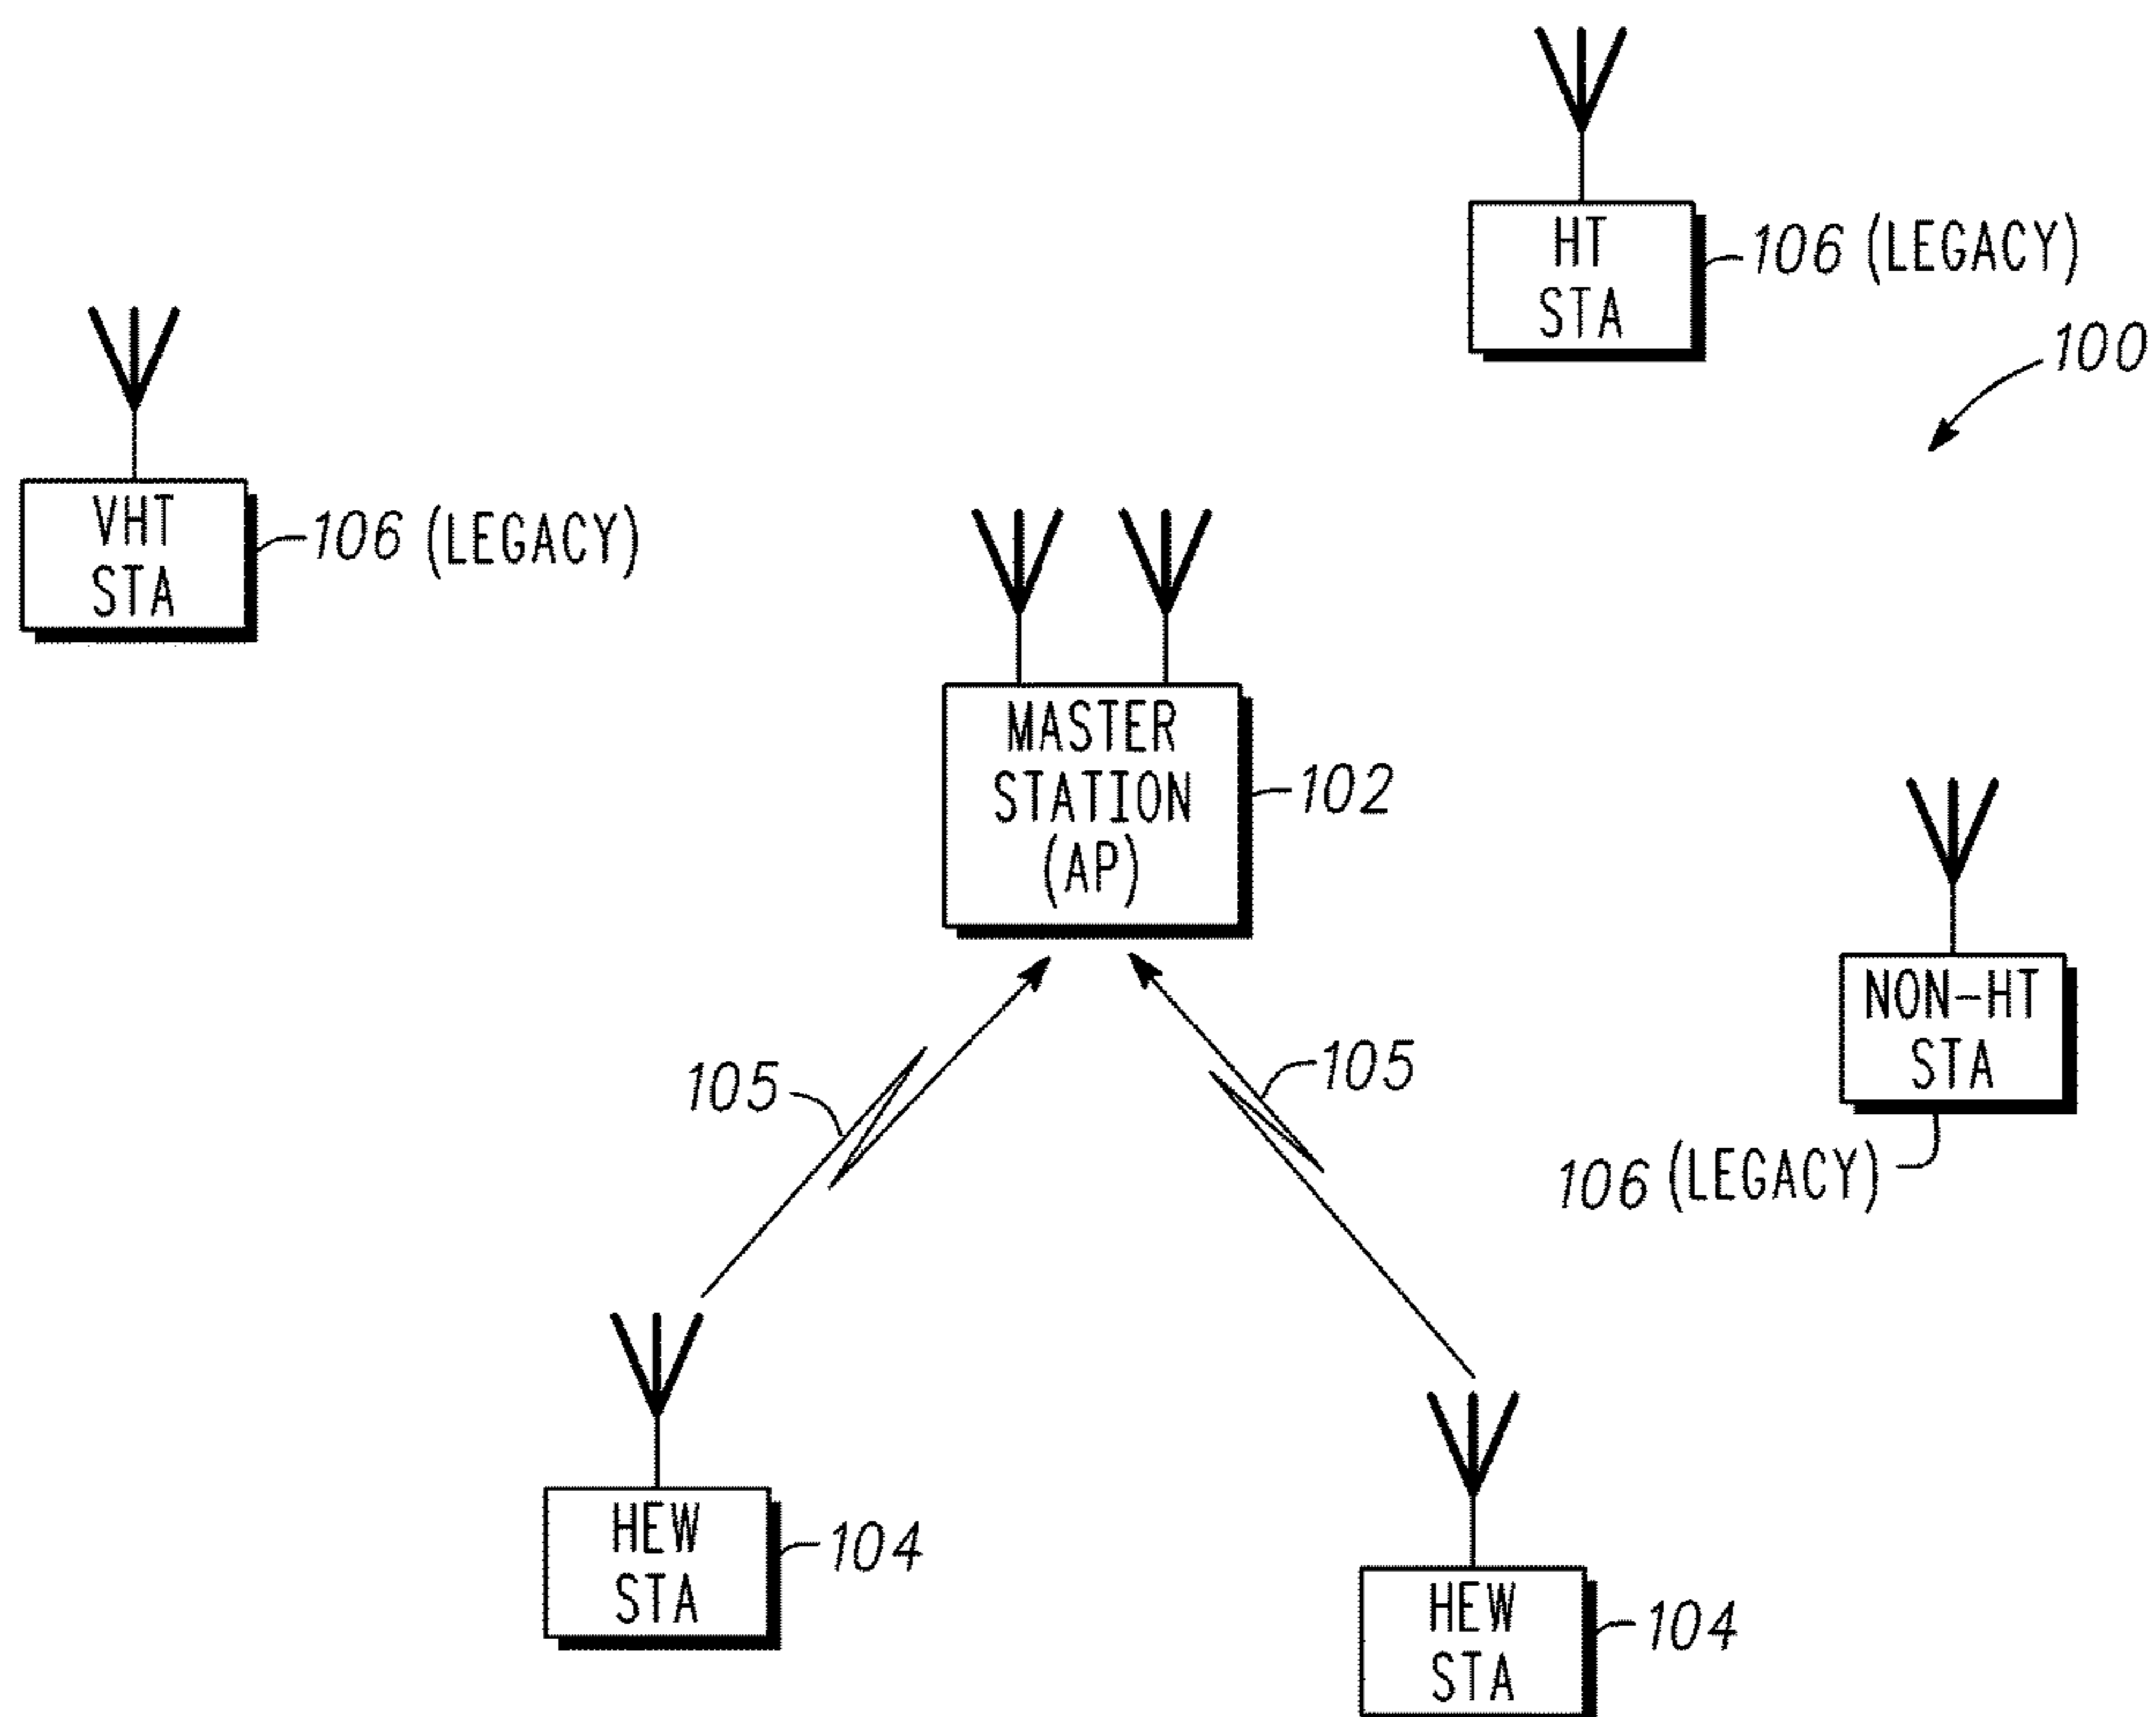 HT
STA
106 (LEGACY)
100
VHT
STA
106 (LEGACY)
MASTER
STATION
(AP)
102
NON-HT
STA
106 (LEGACY)
105
105
HEW
STA
104
HEW
STA
104